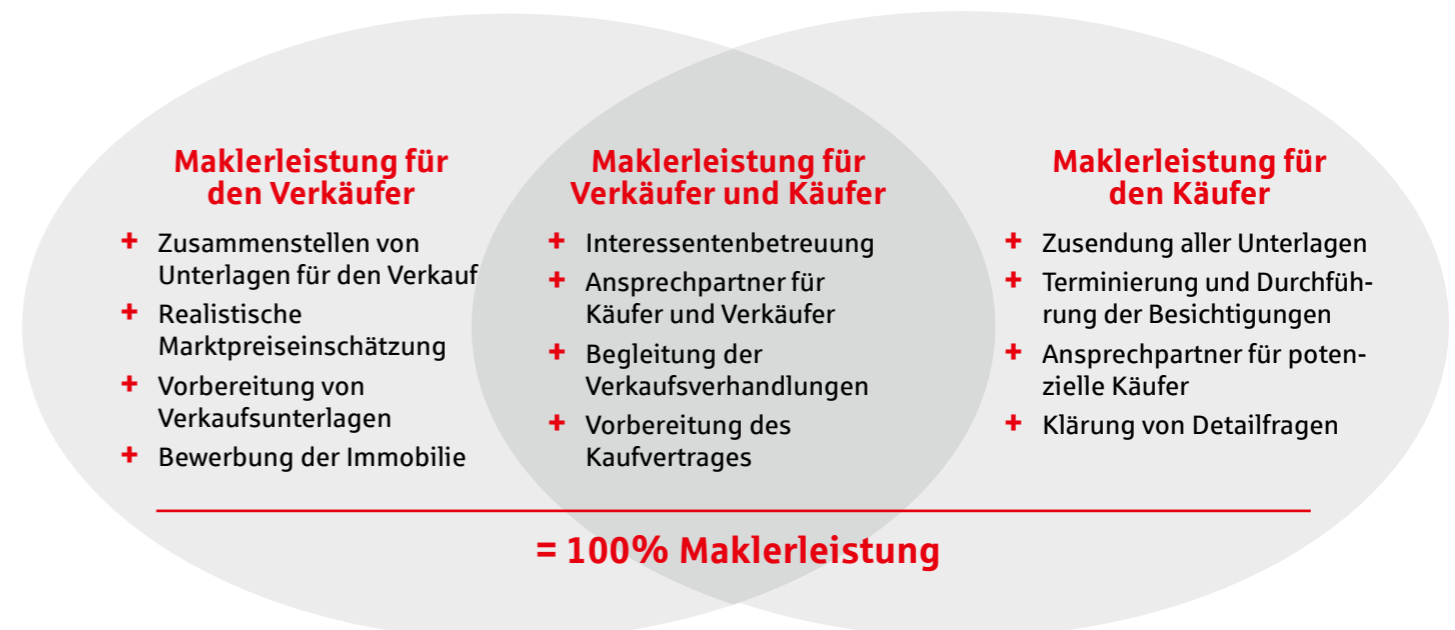 Maklerleistung für
den Verkäufer
+ Zusammenstellen von
Unterlagen für den Verkauf
+ Realistische
Marktpreiseinschätzung
+ Vorbereitung von
Verkaufsunterlagen
+ Bewerbung der Immobilie
Maklerleistung für
Verkäufer und Käufer
+ Interessentenbetreuung
+ Ansprechpartner für
Käufer und Verkäufer
+ Begleitung der
Verkaufsverhandlungen
+ Vorbereitung des
Kaufvertrages
Maklerleistung für
den Käufer
+ Zusendung aller Unterlagen
+ Terminierung und Durchfüh-
rung der Besichtigungen
+ Ansprechpartner für poten-
zielle Käufer
+ Klärung von Detailfragen
= 100% Maklerleistung